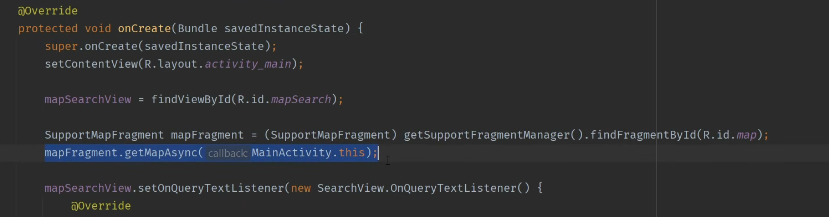 @Override
protected void onCreate(Bundle savedInstanceState) {
super.onCreate(savedInstanceState);
setContentView(R.layout.activity_main);
mapSearchView = findViewById(R.id.mapSearch);
SupportMapFragment mapFragment = (SupportMapFragment) getSupportFragmentManager().findFragmentById(R.id.map);
mapFragment.getMapAsync( callback: MainActivity.this);
mapSearchView.setOnQueryTextListener(new SearchView.OnQueryTextListener() {
@Override